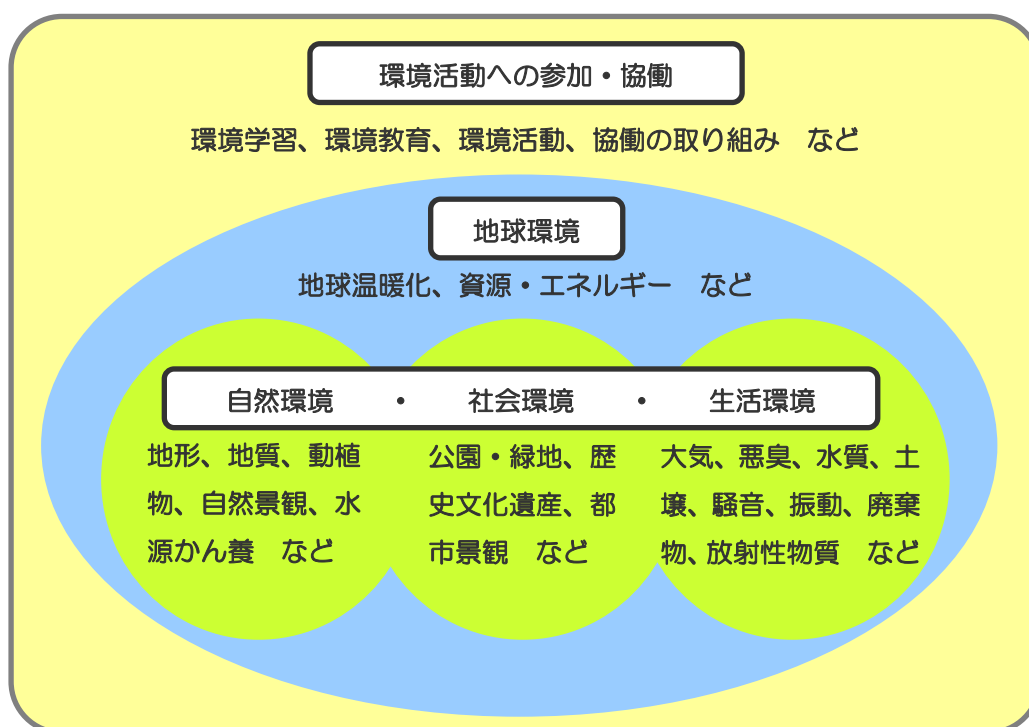 環境活動への参加・協働
環境学習、環境教育、環境活動、協働の取り組み　など
地球環境
地球温暖化、資源・エネルギー　など
自然環境　・　社会環境　・　生活環境
地形、地質、動植
物、自然景観、水
源かん養　など
公園・緑地、歴
史文化遺産、都
市景観　など
大気、悪臭、水質、土
壌、騒音、振動、廃棄
物、放射性物質　など